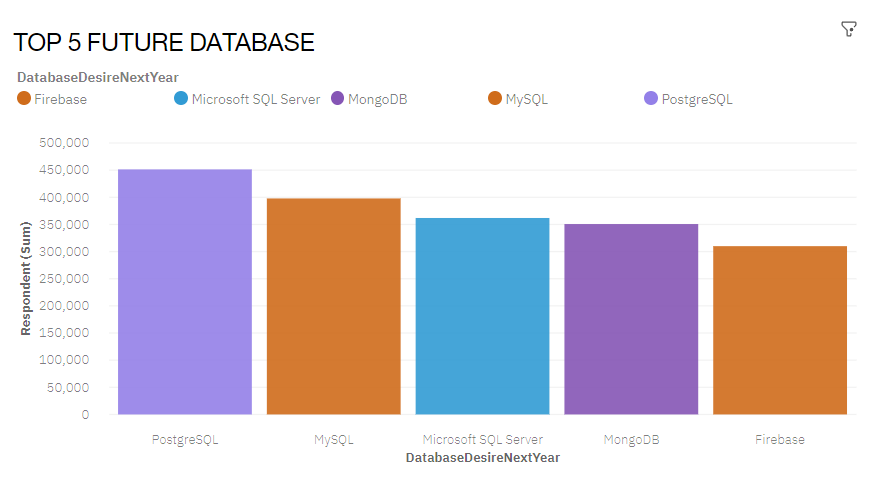 TOP 5 FUTURE DATABASE
DatabaseDesireNextYear
Firebase Microsoft SQL Server MongoDB MySQL PostgreSQL
500,000
450,000
400,000
350,000
300,000
250,000
200,000
150,000
100,000
50,000
0
Respondent (Sum)
PostgreSQL MySQL Microsoft SQL Server MongoDB Firebase
DatabaseDesireNextYear